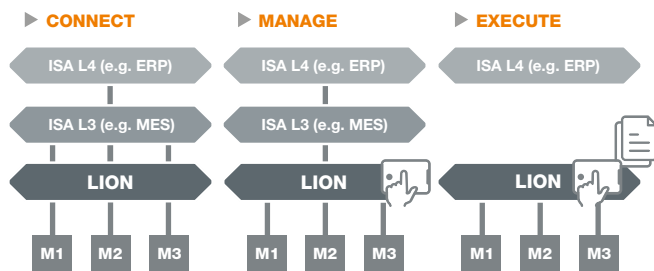 CONNECT
ISA L4 (e.g. ERP)
ISA L3 (e.g. MES)
LION
M1 M2 M3
MANAGE
ISA L4 (e.g. ERP)
ISA L3 (e.g. MES)
LION
M1 M2 M3
EXECUTE
ISA L4 (e.g. ERP)
LION
M1 M2 M3